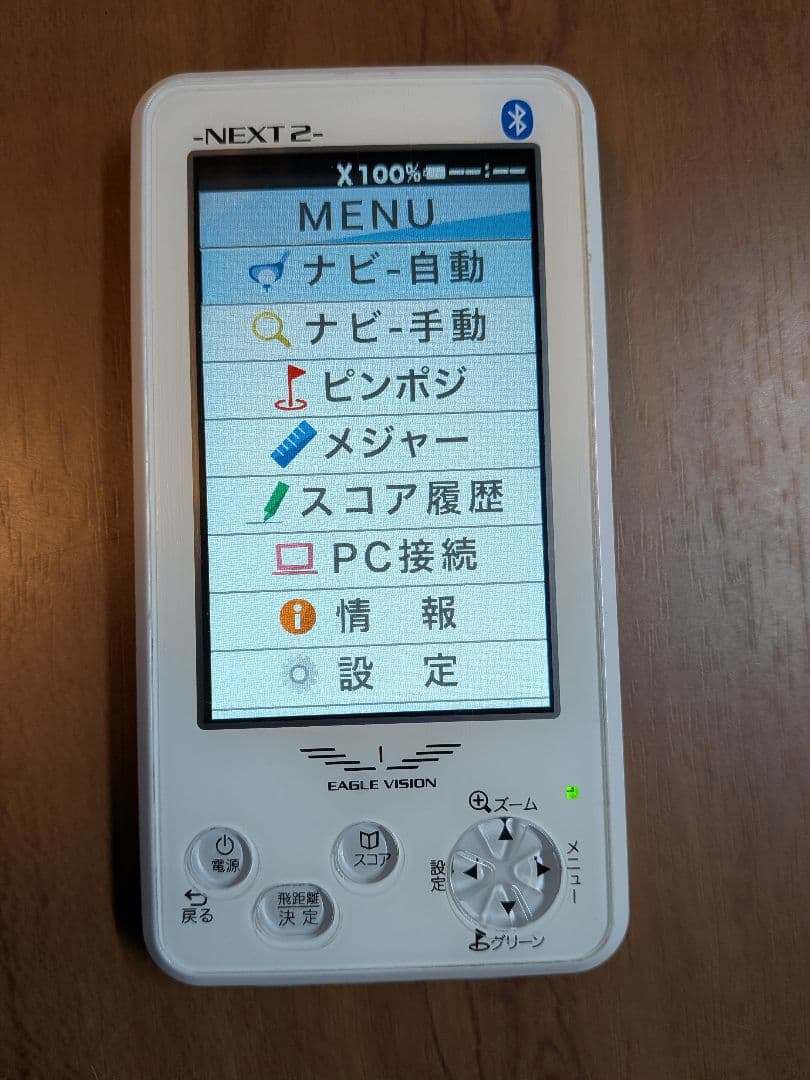 -NEXT2-
100% --:--
MENU
ナビ-自動
ナビ-手動
ピンポジ
メジャー
スコア履歴
PC接続
情 報
設 定
EAGLE VISION
ズーム
電源
スコア
設定
メニュー
戻る
飛距離
決定
グリーン